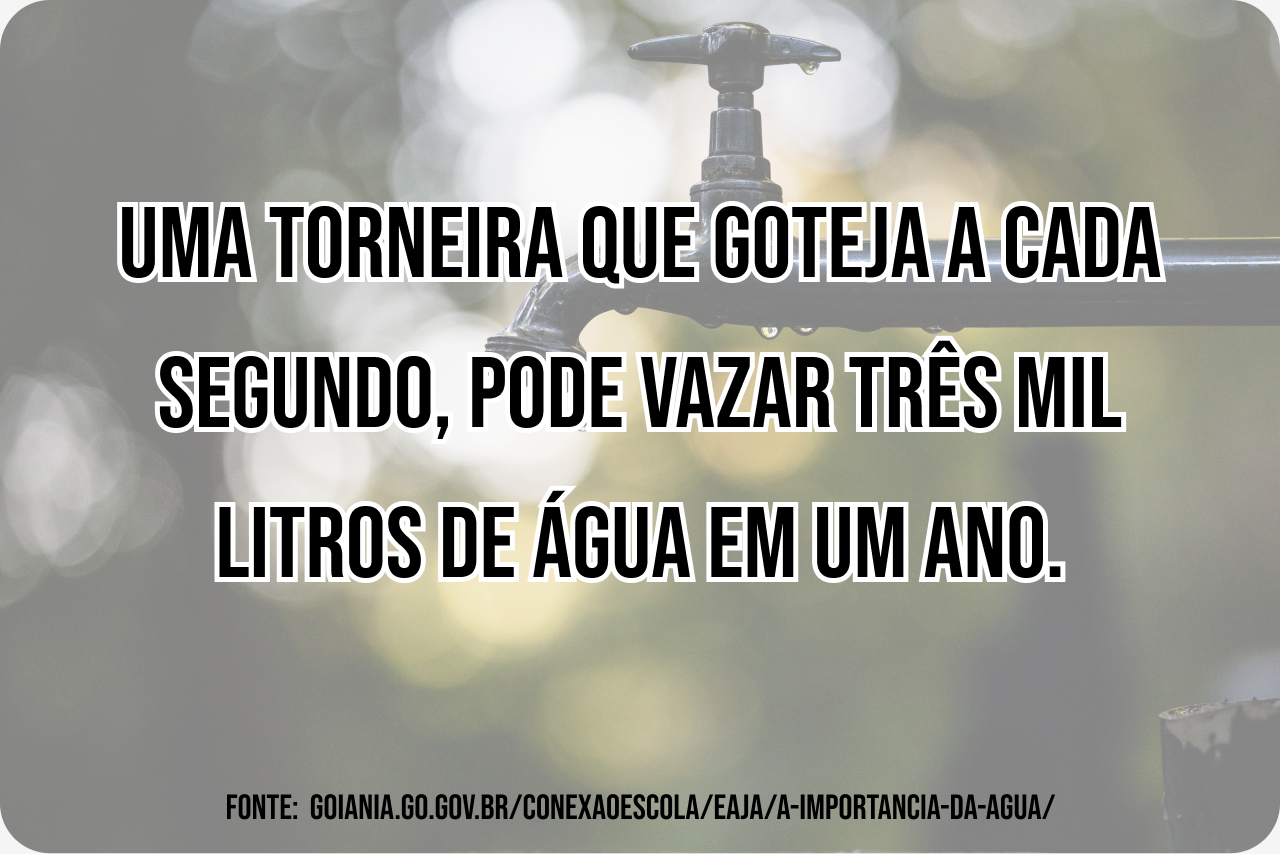 UMA TORNEIRA QUE GOTEJA A CADA
SEGUNDO, PODE VAZAR TRÊS MIL
LITROS DE ÁGUA EM UM ANO.
FONTE: GOIANIA.GO.GOV.BR/CONEXAOESCOLA/EAJA/A-IMPORTANCIA-DA-AGUA/